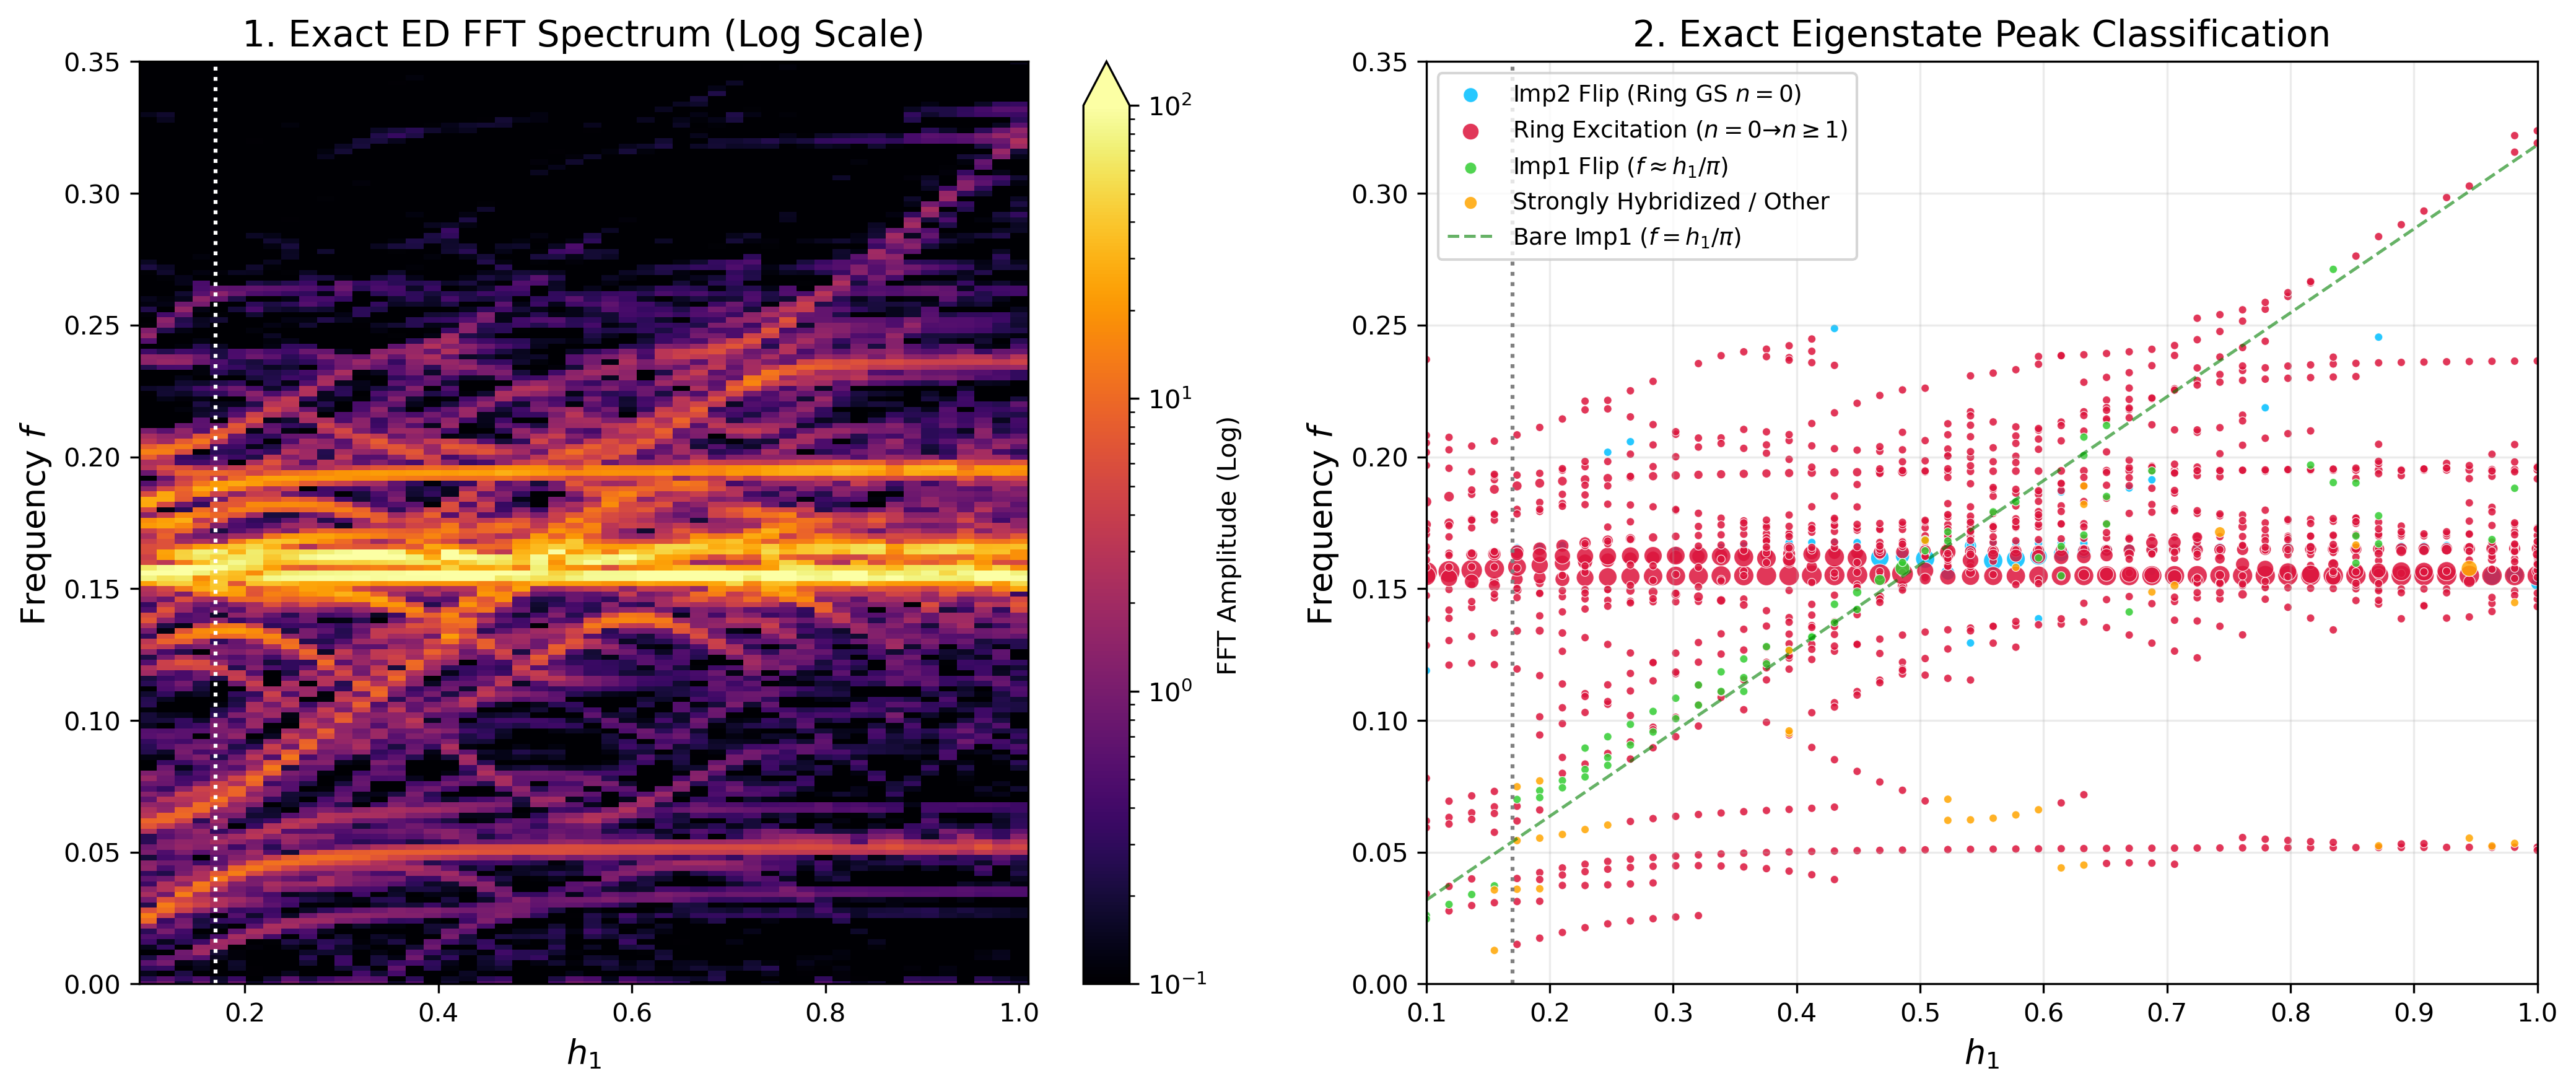 1. Exact ED FFT Spectrum (Log Scale)
Frequency f
0.35
0.30
0.25
0.20
0.15
0.10
0.05
0.00
0.2
0.4
0.6
0.8
1.0
h₁
10²
10¹
10⁰
10⁻¹
FFT Amplitude (Log)
2. Exact Eigenstate Peak Classification
Imp2 Flip (Ring GS n = 0)
Ring Excitation (n = 0→n ≥ 1)
Imp1 Flip (f ≈ h₁/π)
Strongly Hybridized / Other
Bare Imp1 (f = h₁/π)
Frequency f
0.35
0.30
0.25
0.20
0.15
0.10
0.05
0.00
0.1
0.2
0.3
0.4
0.5
0.6
0.7
0.8
0.9
1.0
h₁